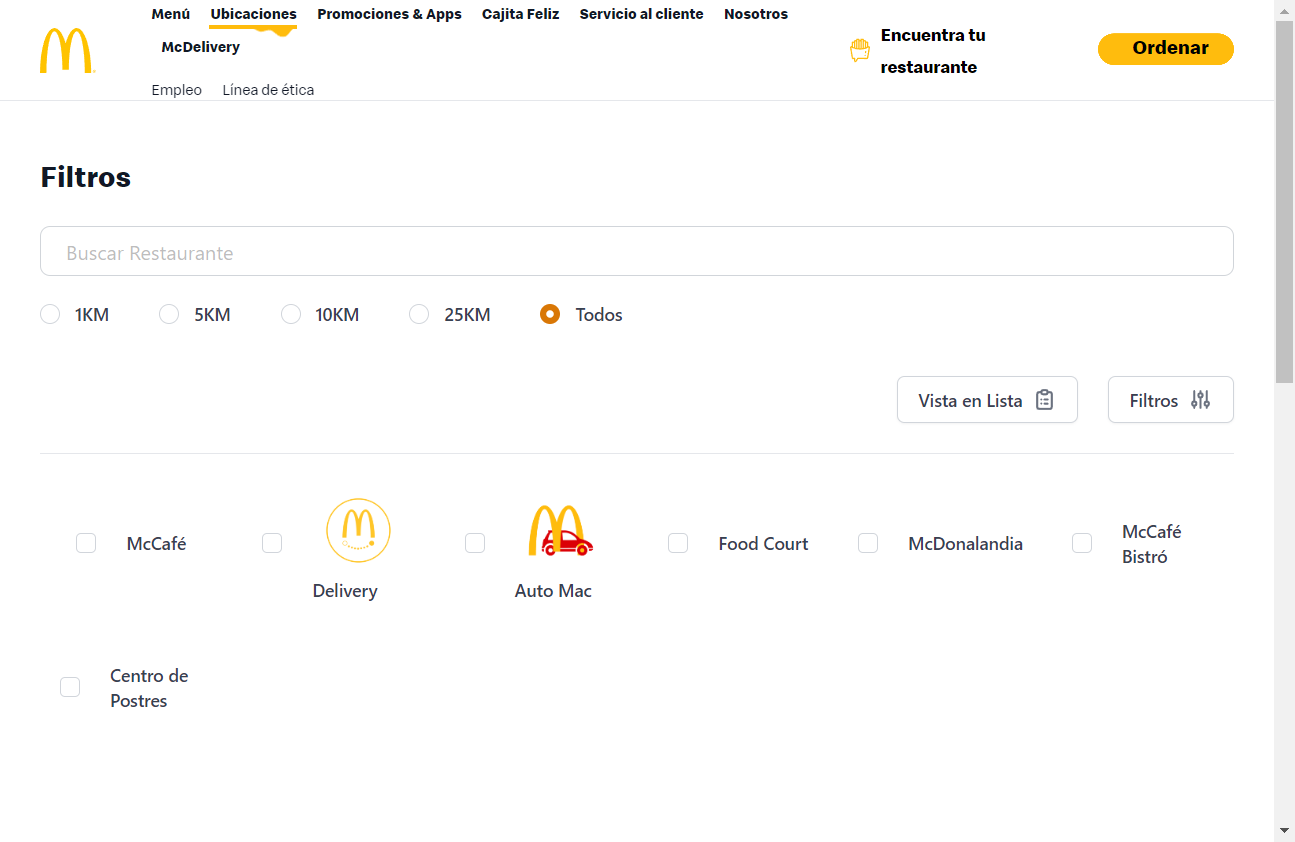 Menú Ubicaciones Promociones & Apps Cajita Feliz Servicio al cliente Nosotros
McDelivery
Empleo Línea de ética
Encuentra tu
restaurante
Ordenar
Filtros
Buscar Restaurante
1KM 5KM 10KM 25KM Todos
Vista en Lista Filtros
McCafé
Delivery
Auto Mac
Food Court
McDonalandia
McCafé
Bistró
Centro de
Postres